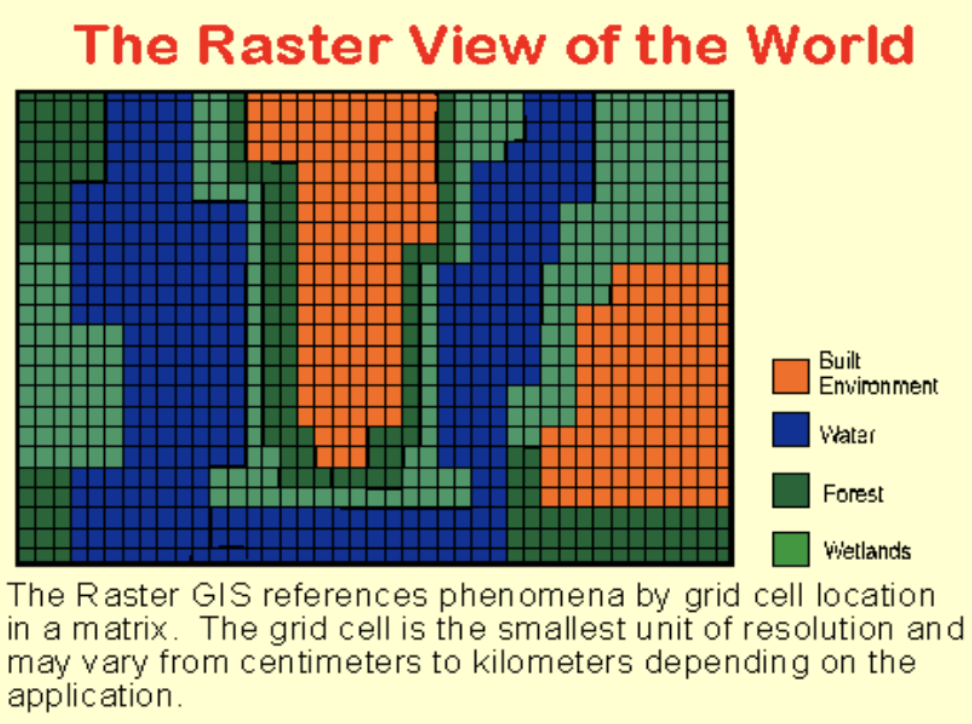 The Raster View of the World
Built
Environment
Water
Forest
Wetlands
The Raster GIS references phenomena by grid cell location
in a matrix. The grid cell is the smallest unit of resolution and
may vary from centimeters to kilometers depending on the
application.